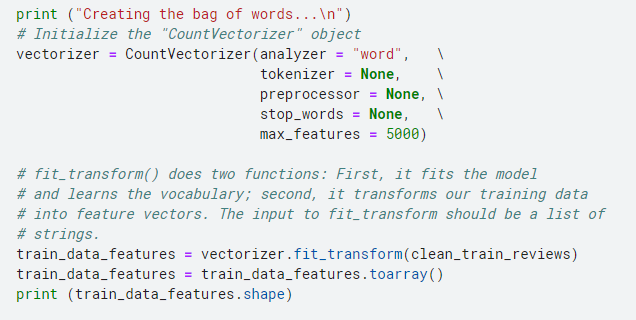 print ("Creating the bag of words...\n")
# Initialize the "CountVectorizer" object
vectorizer = CountVectorizer(analyzer = "word",   \
                             tokenizer = None,    \
                             preprocessor = None, \
                             stop_words = None,   \
                             max_features = 5000)

# fit_transform() does two functions: First, it fits the model
# and learns the vocabulary; second, it transforms our training data
# into feature vectors. The input to fit_transform should be a list of
# strings.
train_data_features = vectorizer.fit_transform(clean_train_reviews)
train_data_features = train_data_features.toarray()
print (train_data_features.shape)